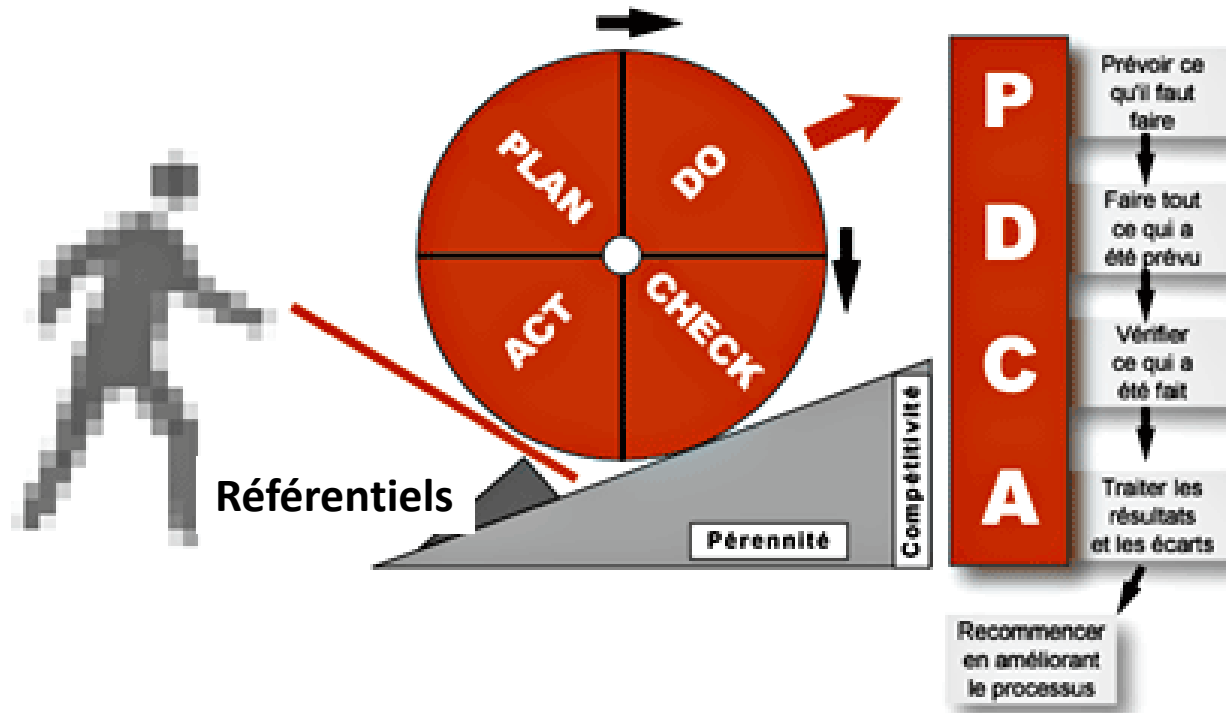 PLAN
DO
CHECK
ACT
Référentiels
Pérennité
Compétitivité
P
D
C
A
Prévoir ce
qu'il faut
faire
Faire tout
ce qui a
été prévu
Vérifier
ce qui a
été fait
Traiter les
résultats
et les écarts
Recommencer
en améliorant
le processus